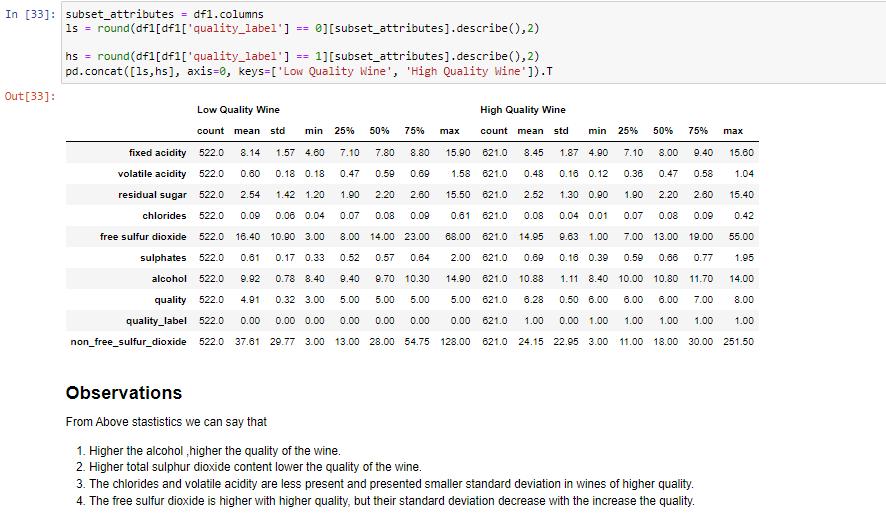 In [33]: subset_attributes = df1.columns
ls = round(df1[df1['quality_label'] == 0][subset_attributes].describe(),2)
hs = round(df1[df1['quality_label'] == 1][subset_attributes].describe(),2)
pd.concat([ls,hs], axis=0, keys=['Low Quality Wine', 'High Quality Wine']).T
Out[33]:
Low Quality Wine High Quality Wine
count mean std min 25% 50% 75% max count mean std min 25% 50% 75% max
fixed acidity 522.0 8.14 1.57 4.60 7.10 7.80 8.80 15.90 621.0 8.45 1.87 4.90 7.10 8.00 9.40 15.60
volatile acidity 522.0 0.60 0.18 0.18 0.47 0.59 0.69 1.58 621.0 0.48 0.16 0.12 0.36 0.47 0.58 1.04
residual sugar 522.0 2.54 1.42 1.20 1.90 2.20 2.60 15.50 621.0 2.52 1.30 0.90 1.90 2.20 2.60 15.40
chlorides 522.0 0.09 0.06 0.04 0.07 0.08 0.09 0.61 621.0 0.08 0.04 0.01 0.07 0.08 0.09 0.42
free sulfur dioxide 522.0 16.40 10.90 3.00 8.00 14.00 23.00 68.00 621.0 14.95 9.63 1.00 7.00 13.00 19.00 55.00
sulphates 522.0 0.61 0.17 0.33 0.52 0.57 0.64 2.00 621.0 0.69 0.16 0.39 0.59 0.66 0.77 1.95
alcohol 522.0 9.92 0.78 8.40 9.40 9.70 10.30 14.90 621.0 10.88 1.11 8.40 10.00 10.80 11.70 14.00
quality 522.0 4.91 0.32 3.00 5.00 5.00 5.00 5.00 621.0 6.28 0.50 6.00 6.00 6.00 7.00 8.00
quality_label 522.0 0.00 0.00 0.00 0.00 0.00 0.00 0.00 621.0 1.00 0.00 1.00 1.00 1.00 1.00 1.00
non_free_sulfur_dioxide 522.0 37.61 29.77 3.00 13.00 28.00 54.75 128.00 621.0 24.15 22.95 3.00 11.00 18.00 30.00 251.50
Observations
From Above stastistics we can say that
1. Higher the alcohol ,higher the quality of the wine.
2. Higher total sulphur dioxide content lower the quality of the wine.
3. The chlorides and volatile acidity are less present and presented smaller standard deviation in wines of higher quality.
4. The free sulfur dioxide is higher with higher quality, but their standard deviation decrease with the increase the quality.